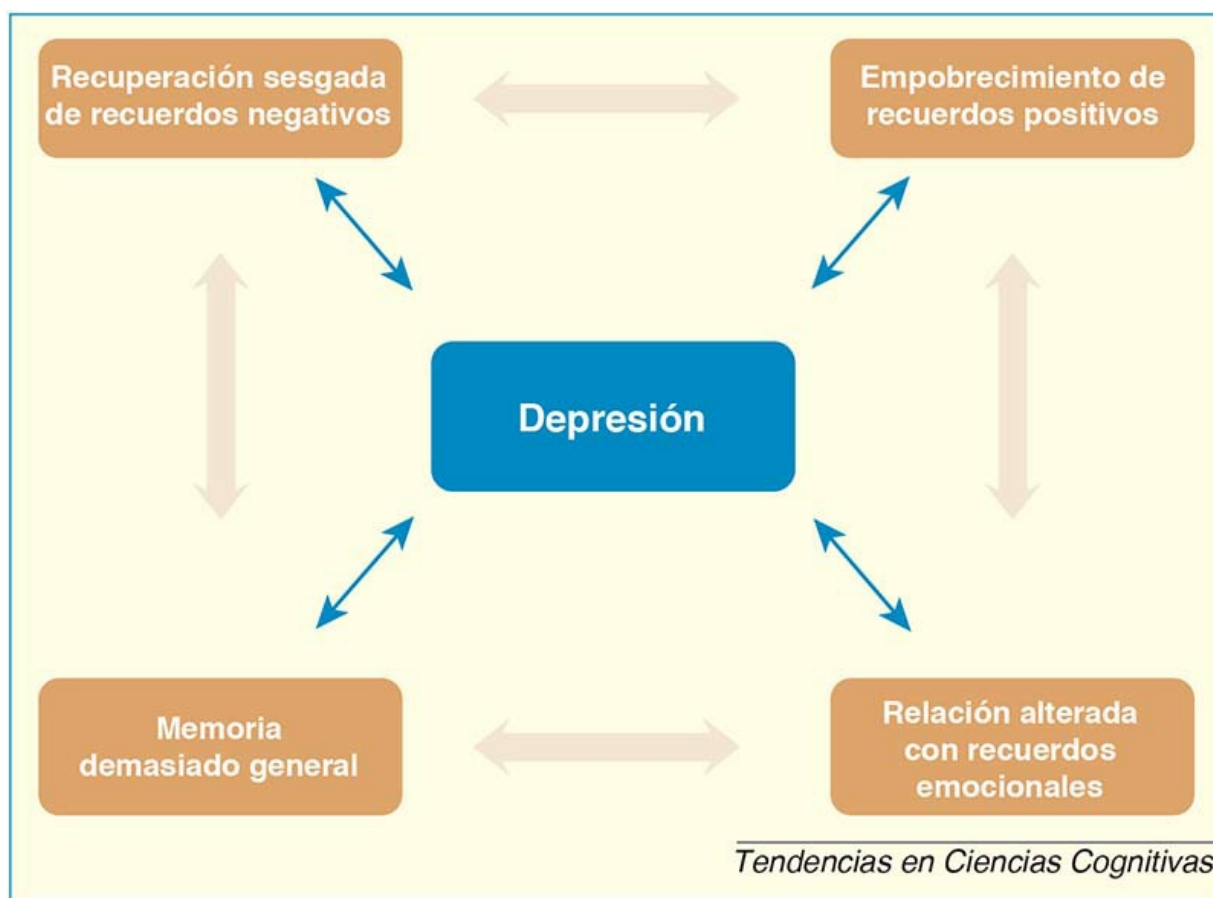 Recuperación sesgada
de recuerdos negativos
Empobrecimiento de
recuerdos positivos
Depresión
Memoria
demasiado general
Relación alterada
con recuerdos
emocionales
Tendencias en Ciencias Cognitivas